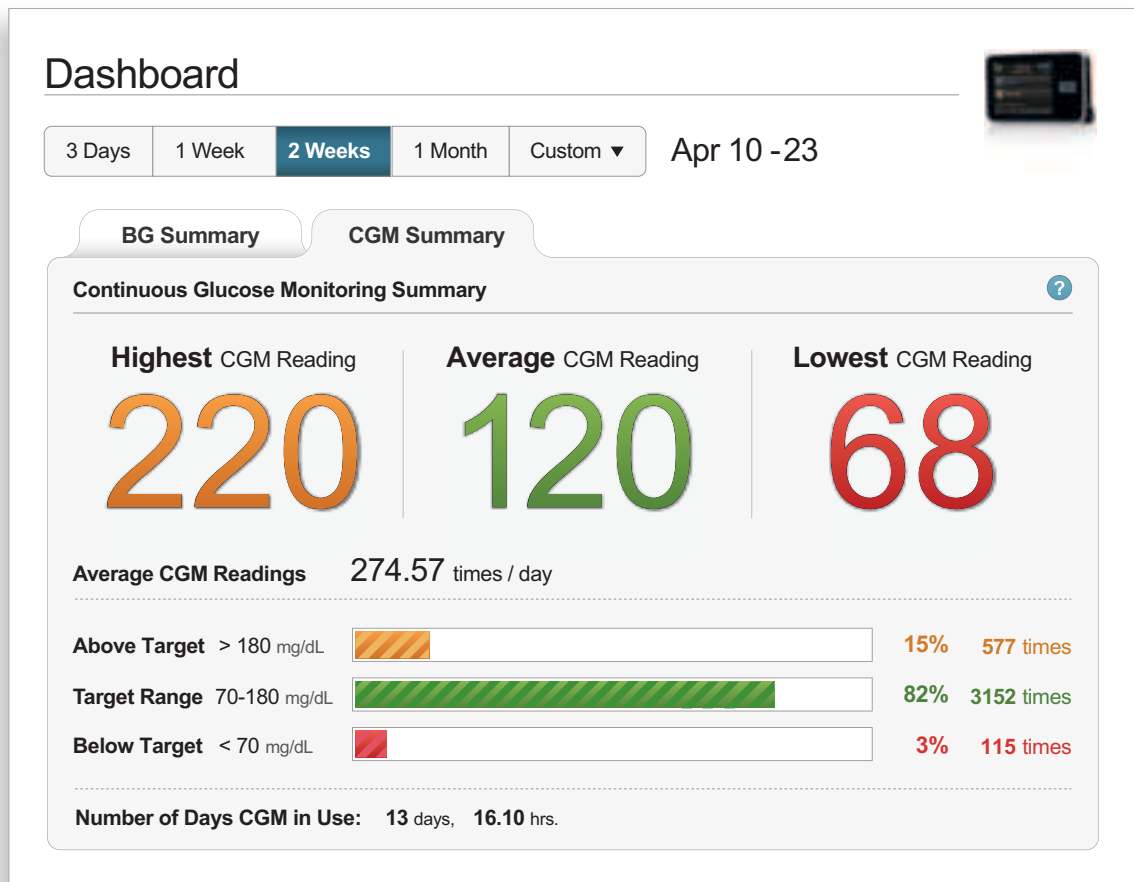 Dashboard
3 Days 1 Week 2 Weeks 1 Month Custom ▼ Apr 10 - 23
BG Summary CGM Summary
Continuous Glucose Monitoring Summary ?
Highest CGM Reading Average CGM Reading Lowest CGM Reading
220 120 68
Average CGM Readings 274.57 times / day
Above Target > 180 mg/dL 15% 577 times
Target Range 70-180 mg/dL 82% 3152 times
Below Target < 70 mg/dL 3% 115 times
Number of Days CGM in Use: 13 days, 16.10 hrs.